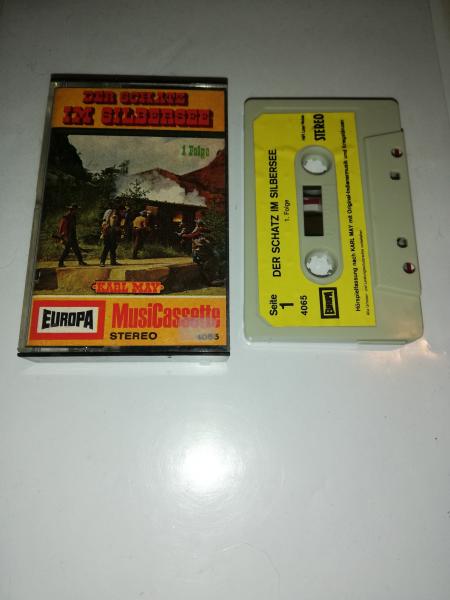 DER SCHATZ
IM SILBERSEE
1 Folge
KARL MAY
EUROPA
MusiCassette
STEREO
4065
STEREO
DER SCHATZ IM SILBERSEE
1. Folge
Seite
1
4065
EUROPA
Hörspielfassung nach KARL MAY mit Original-Indianermusik und Kriegstänzen